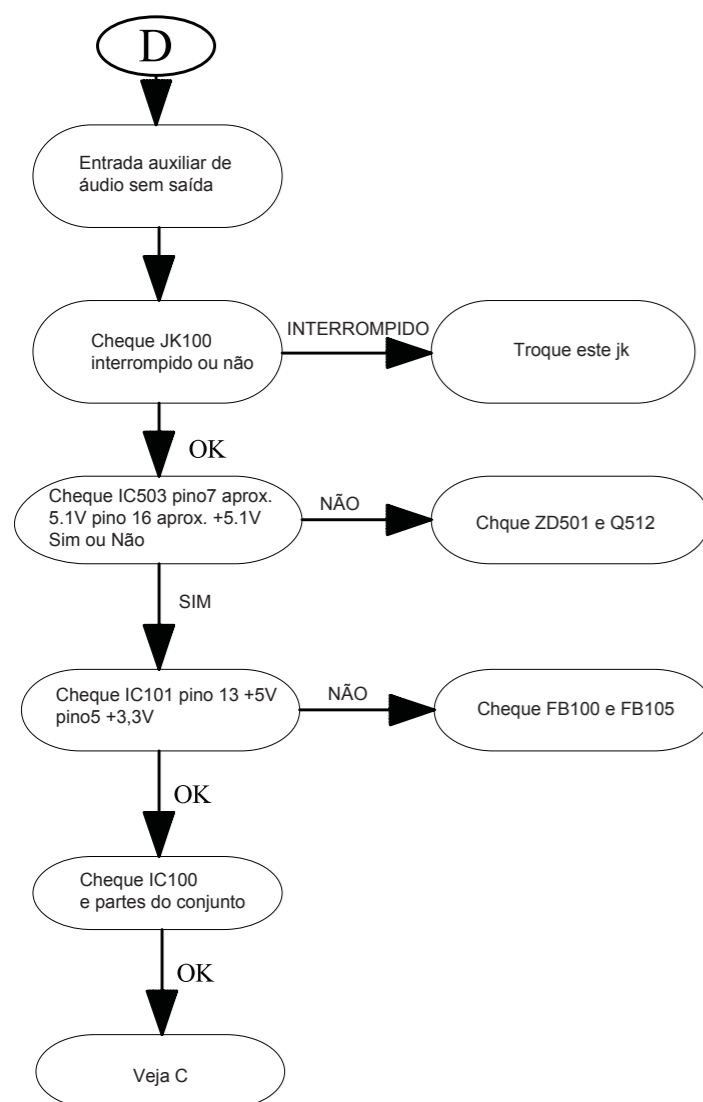 D
Entrada auxiliar de
áudio sem saída
Cheque JK100
interrompido ou não
INTERROMPIDO
Troque este jk
OK
Cheque IC503 pino7 aprox.
5.1V pino 16 aprox. +5.1V
Sim ou Não
NÃO
Chque ZD501 e Q512
SIM
Cheque IC101 pino 13 +5V
pino5 +3,3V
NÃO
Cheque FB100 e FB105
OK
Cheque IC100
e partes do conjunto
OK
Veja C